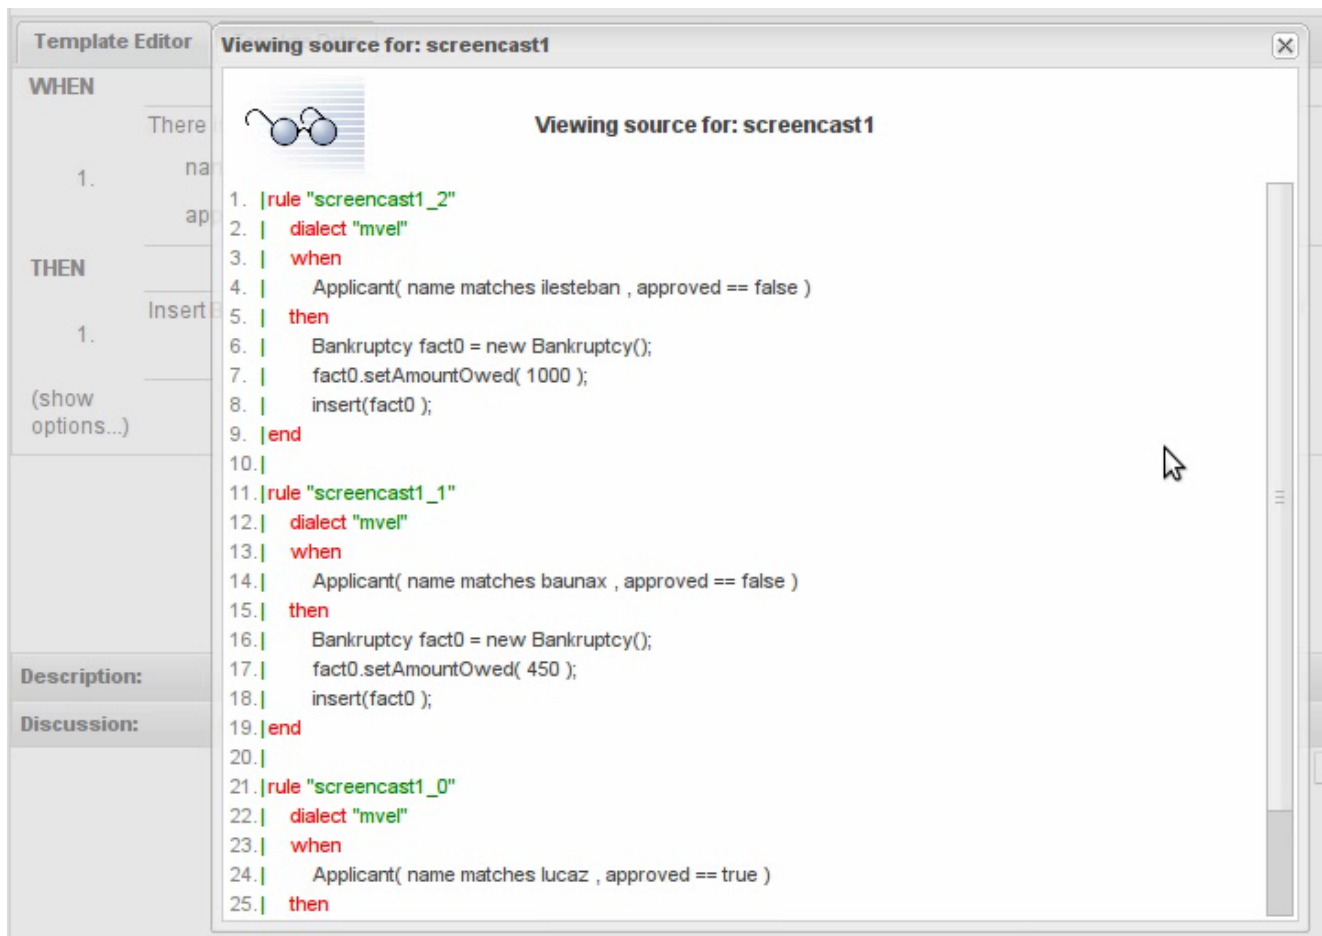 Template Editor
Viewing source for: screencast1
WHEN
There
1.
na
ap
THEN
Insert
1.
(show
options...)
Description:
Discussion:
Viewing source for: screencast1
1. |rule "screencast1_2"
2. | dialect "mvel"
3. | when
4. | Applicant( name matches ilesteban , approved == false )
5. | then
6. | Bankruptcy fact0 = new Bankruptcy();
7. | fact0.setAmountOwed( 1000 );
8. | insert(fact0 );
9. |end
10.|
11.|rule "screencast1_1"
12.| dialect "mvel"
13.| when
14.| Applicant( name matches baunax , approved == false )
15.| then
16.| Bankruptcy fact0 = new Bankruptcy();
17.| fact0.setAmountOwed( 450 );
18.| insert(fact0 );
19.|end
20.|
21.|rule "screencast1_0"
22.| dialect "mvel"
23.| when
24.| Applicant( name matches lucaz , approved == true )
25.| then